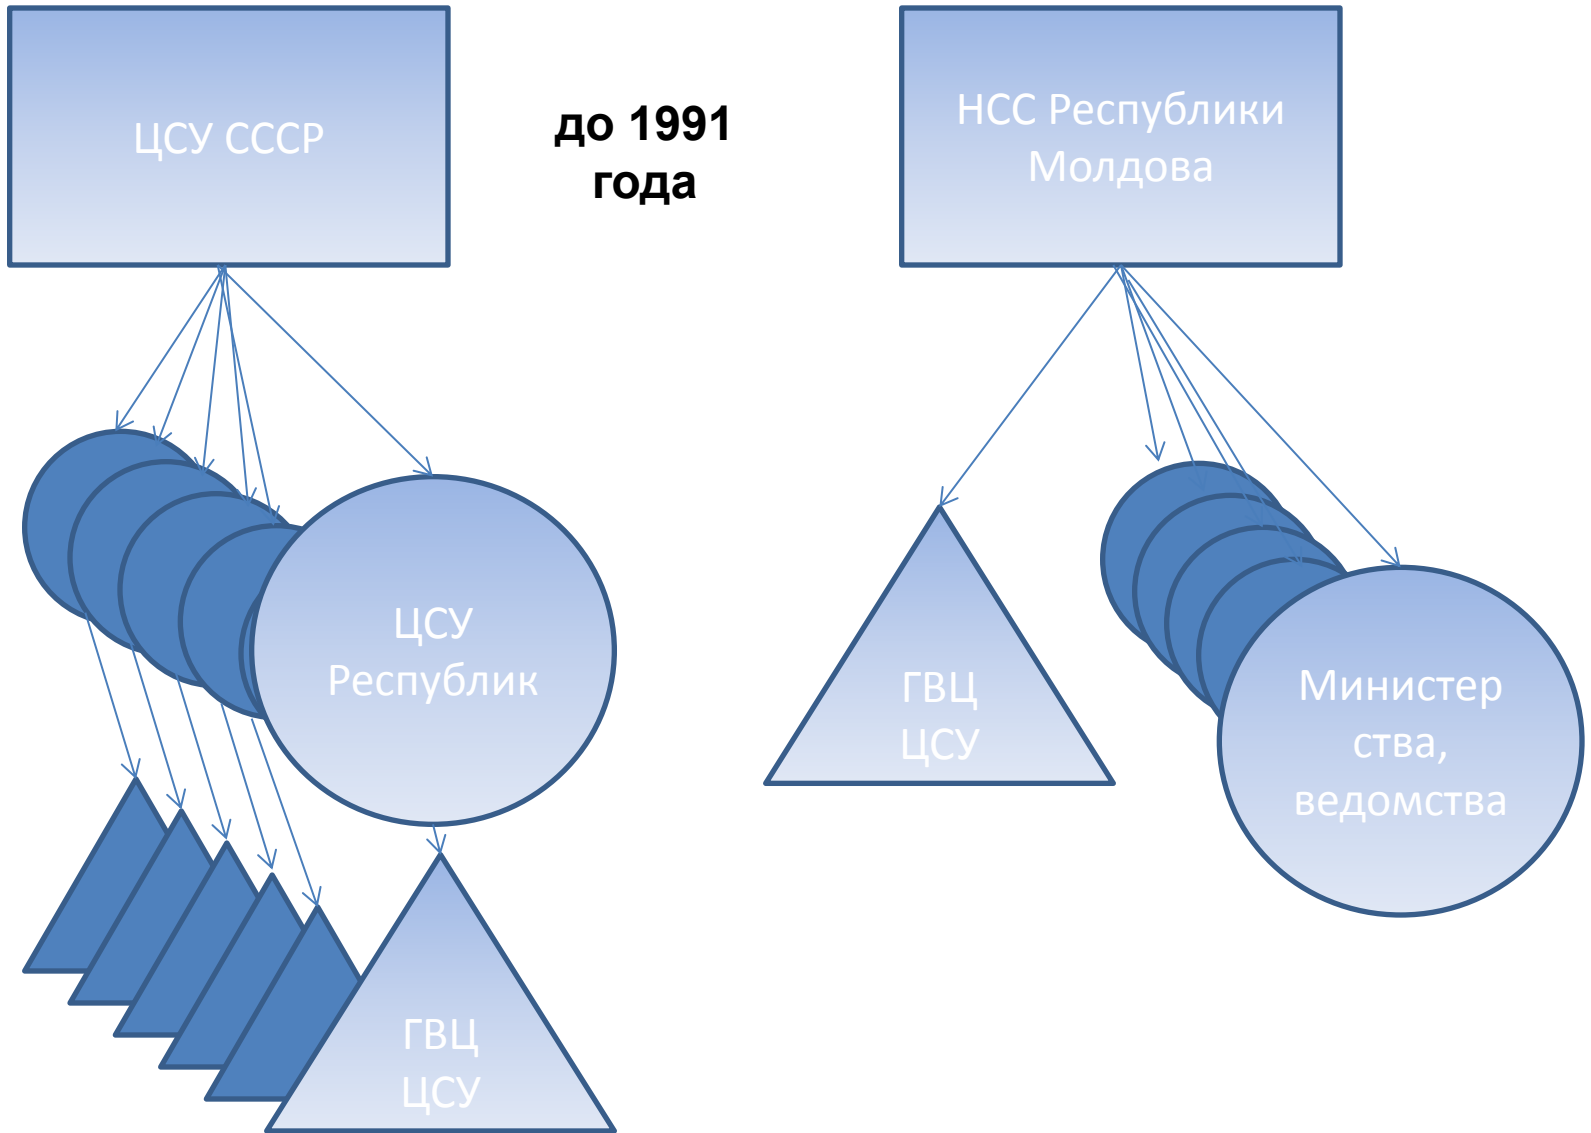 ЦСУ СССР
до 1991
года
НСС Республики
Молдова
ЦСУ
Республик
ГВЦ
ЦСУ
Министер
ства,
ведомства
ГВЦ
ЦСУ